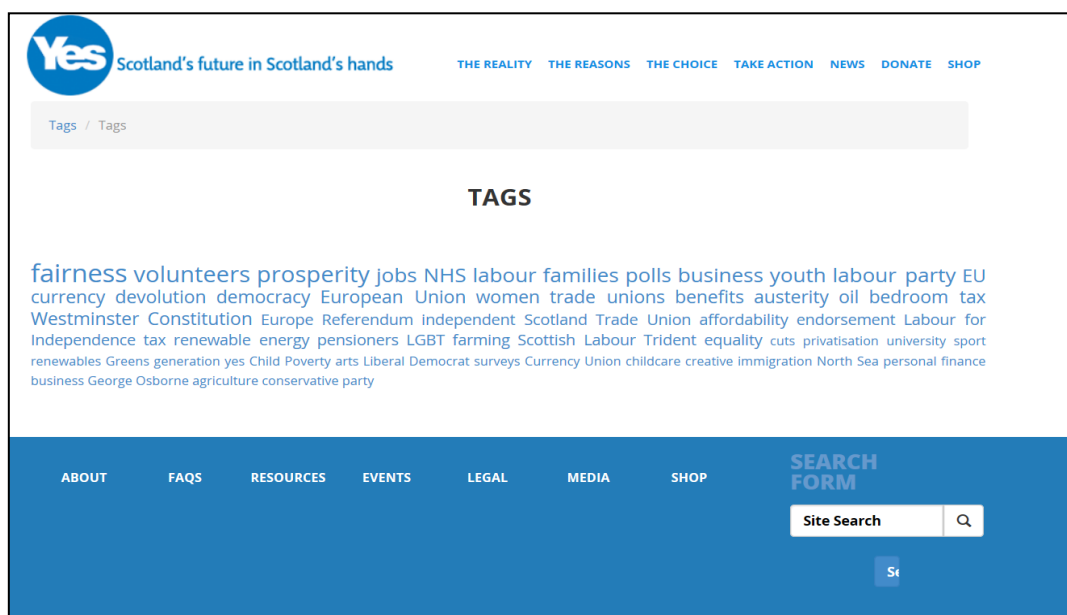 Yes Scotland's future in Scotland's hands
THE REALITY THE REASONS THE CHOICE TAKE ACTION NEWS DONATE SHOP
Tags / Tags
TAGS
fairness volunteers prosperity jobs NHS labour families polls business youth labour party EU
currency devolution democracy European Union women trade unions benefits austerity oil bedroom tax
Westminster Constitution Europe Referendum independent Scotland Trade Union affordability endorsement Labour for
Independence tax renewable energy pensioners LGBT farming Scottish Labour Trident equality cuts privatisation university sport
renewables Greens generation yes Child Poverty arts Liberal Democrat surveys Currency Union childcare creative immigration North Sea personal finance
business George Osborne agriculture conservative party
ABOUT FAQS RESOURCES EVENTS LEGAL MEDIA SHOP
SEARCH
FORM
Site Search